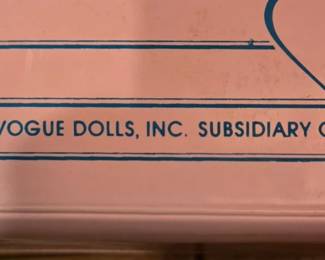 VOGUE DOLLS, INC. SUBSIDIARY